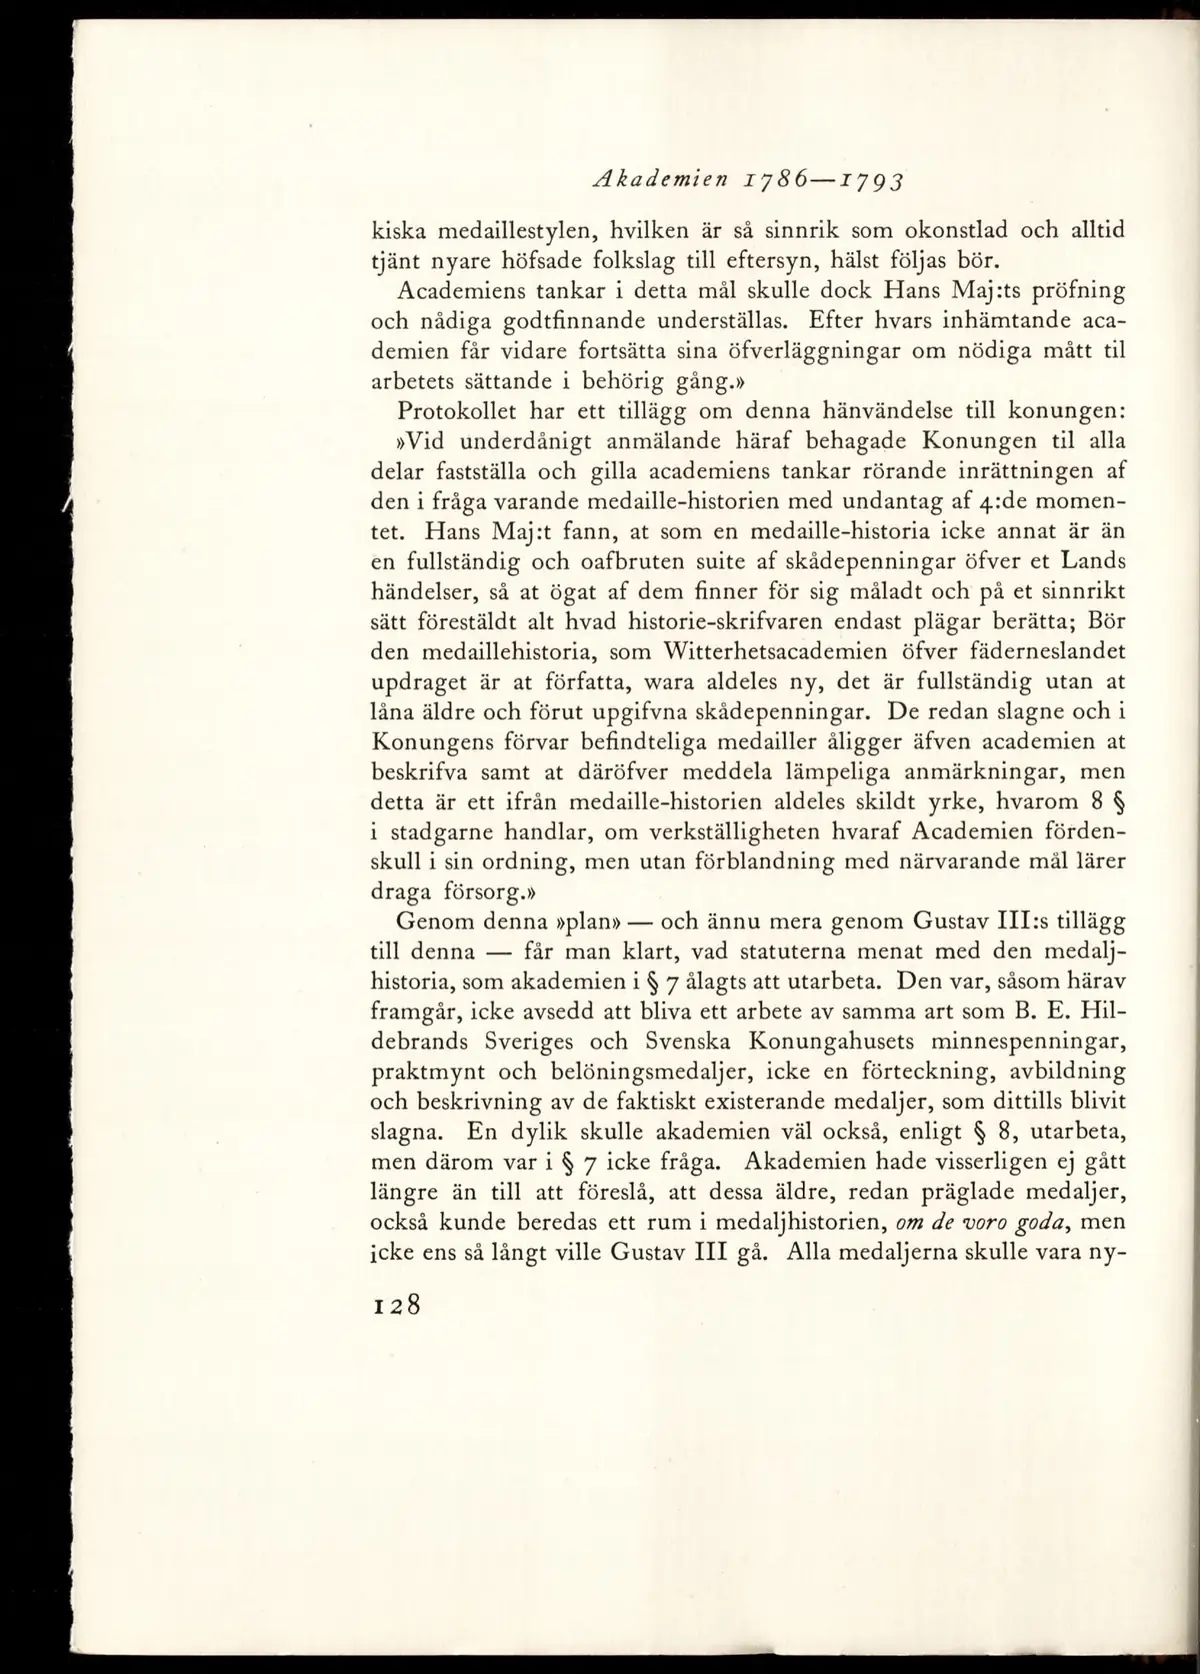 Akademien 1786—1793
kiska medaillestylen, hvilken är så sinnrik som okonstlad och alltid
tjänt nyare höfsade folkslag till eftersyn, hälst följas bör.
Academiens tankar i detta mål skulle dock Hans Maj:ts pröfning
och nådiga godtfinnande underställas. Efter hvars inhämtande aca-
demien får vidare fortsätta sina öfverläggningar om nödiga mått til
arbetets sättande i behörig gång.»
Protokollet har ett tillägg om denna hänvändelse till konungen:
»Vid underdånigt anmälande häraf behagade Konungen til alla
delar fastställa och gilla academiens tankar rörande inrättningen af
den i fråga varande medaille-historien med undantag af 4:de momen-
tet. Hans Maj:t fann, at som en medaille-historia icke annat är än
en fullständig och oafbruten suite af skådepenningar öfver et Lands
händelser, så at ögat af dem finner för sig måladt och på et sinnrikt
sätt förestäldt alt hvad historie-skrifvaren endast plägar berätta; Bör
den medaillehistoria, som Witterhetsacademien öfver fäderneslandet
updraget är at författa, wara aldeles ny, det är fullständig utan at
låna äldre och förut upgifvna skådepenningar. De redan slagne och i
Konungens förvar befindteliga medailler åligger äfven academien at
beskrifva samt at däröfver meddela lämpeliga anmärkningar, men
detta är ett ifrån medaille-historien aldeles skildt yrke, hvarom 8 §
i stadgarne handlar, om verkställigheten hvaraf Academien förden-
skull i sin ordning, men utan förblandning med närvarande mål lärer
draga försorg.»
Genom denna »plan» — och ännu mera genom Gustav III:s tillägg
till denna — får man klart, vad statuterna menat med den medalj-
historia, som akademien i § 7 ålagts att utarbeta. Den var, såsom härav
framgår, icke avsedd att bliva ett arbete av samma art som B. E. Hil-
debrands Sveriges och Svenska Konungahusets minnespenningar,
praktmynt och belöningsmedaljer, icke en förteckning, avbildning
och beskrivning av de faktiskt existerande medaljer, som dittills blivit
slagna. En dylik skulle akademien väl också, enligt § 8, utarbeta,
men därom var i § 7 icke fråga. Akademien hade visserligen ej gått
längre än till att föreslå, att dessa äldre, redan präglade medaljer,
också kunde beredas ett rum i medaljhistorien, om de voro goda, men
icke ens så långt ville Gustav III gå. Alla medaljerna skulle vara ny-
128